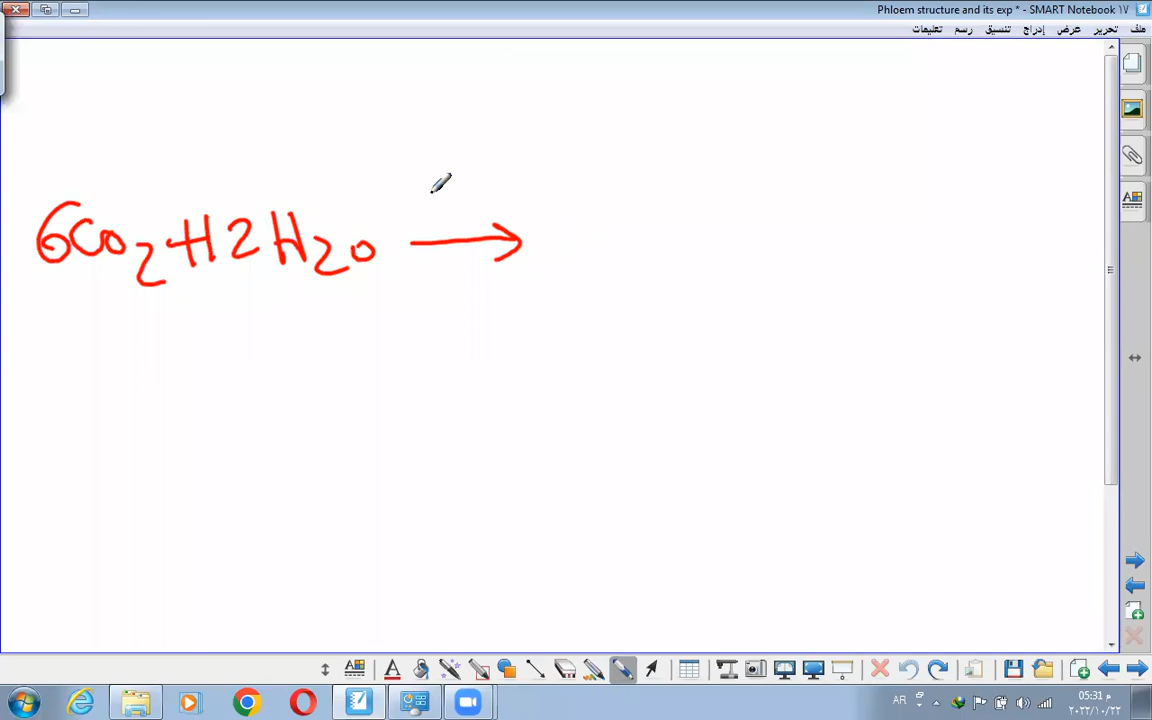 Phloem structure and its exp * - SMART Notebook ١٧
ملف تحرير عرض إدراج تنسيق رسم تعليمات
6Co₂+12H₂O →
AR
05:31 م
٢٠٢٢/١٠/٢٢